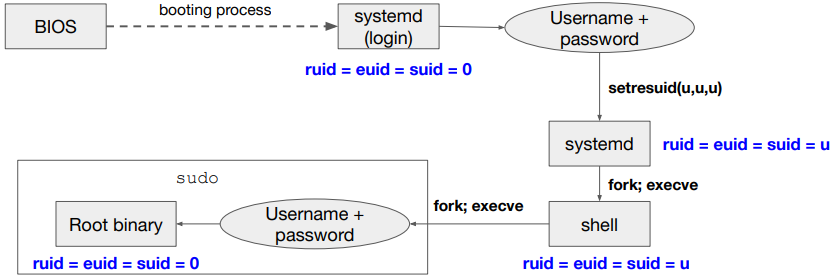 BIOS
booting process
systemd
(login)
Username +
password
ruid = euid = suid = 0
setresuid(u,u,u)
systemd
ruid = euid = suid = u
fork; execve
shell
ruid = euid = suid = u
fork; execve
sudo
Username +
password
Root binary
ruid = euid = suid = 0